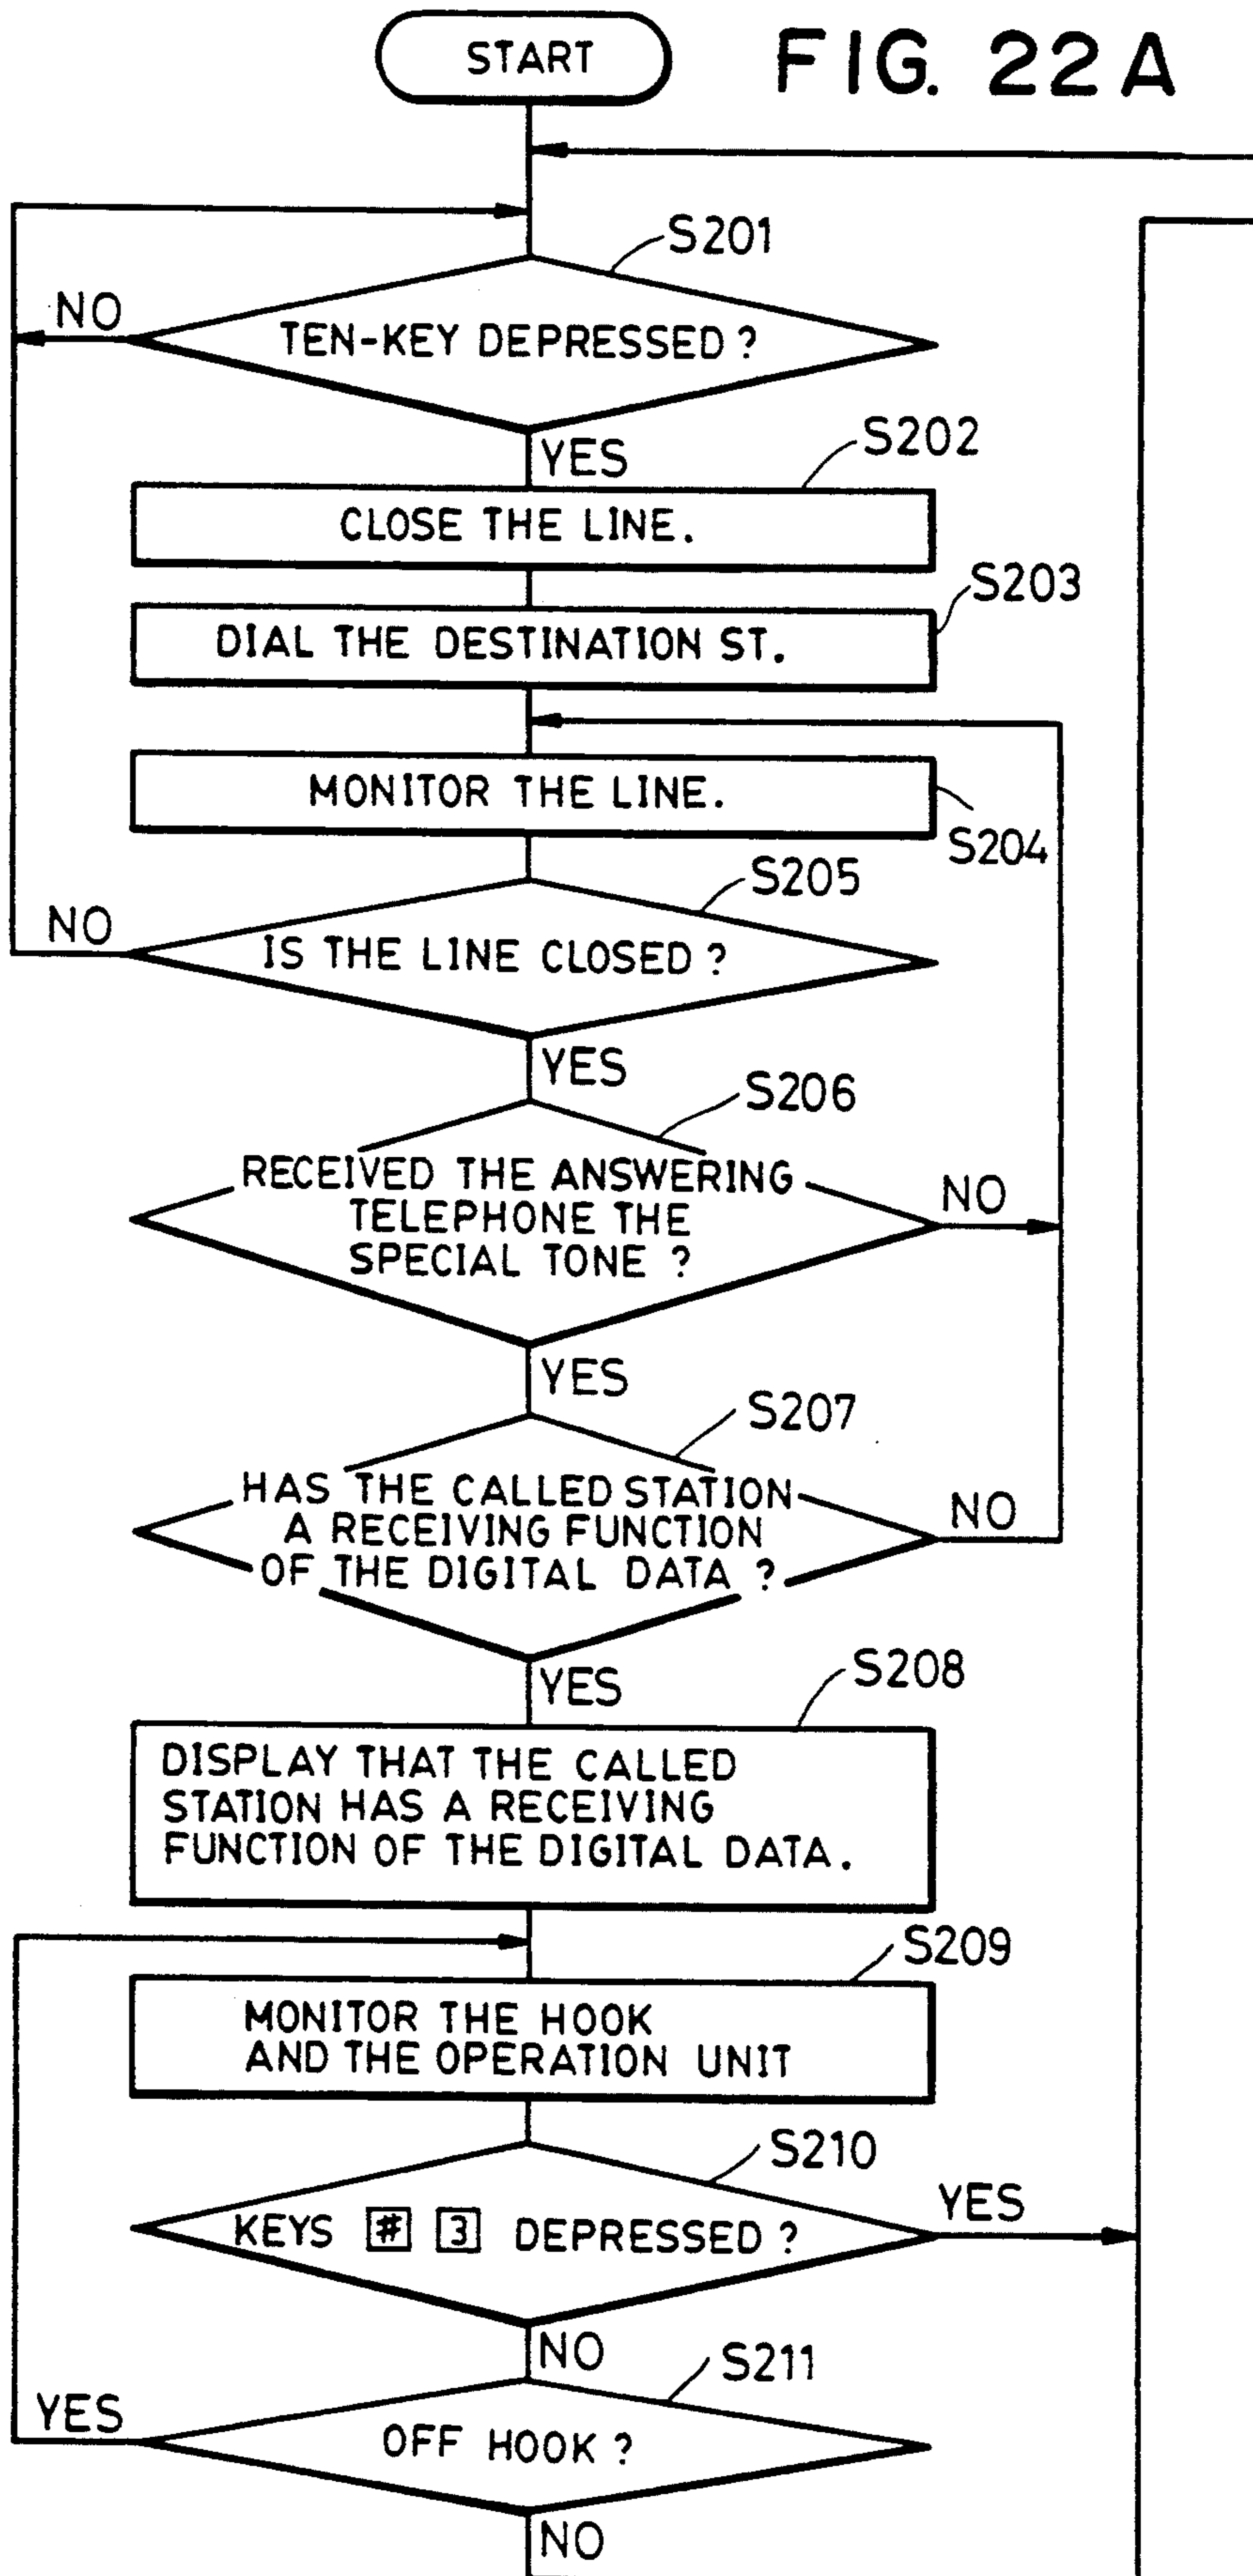 START
FIG. 22A
S201
NO
TEN-KEY DEPRESSED ?
YES
S202
CLOSE THE LINE.
S203
DIAL THE DESTINATION ST.
MONITOR THE LINE.
S204
S205
NO
IS THE LINE CLOSED ?
YES
S206
RECEIVED THE ANSWERING
TELEPHONE THE
SPECIAL TONE ?
NO
YES
S207
HAS THE CALLED STATION
A RECEIVING FUNCTION
OF THE DIGITAL DATA ?
NO
YES
S208
DISPLAY THAT THE CALLED
STATION HAS A RECEIVING
FUNCTION OF THE DIGITAL DATA.
S209
MONITOR THE HOOK
AND THE OPERATION UNIT
S210
KEYS # 3 DEPRESSED ?
YES
NO
S211
YES
OFF HOOK ?
NO